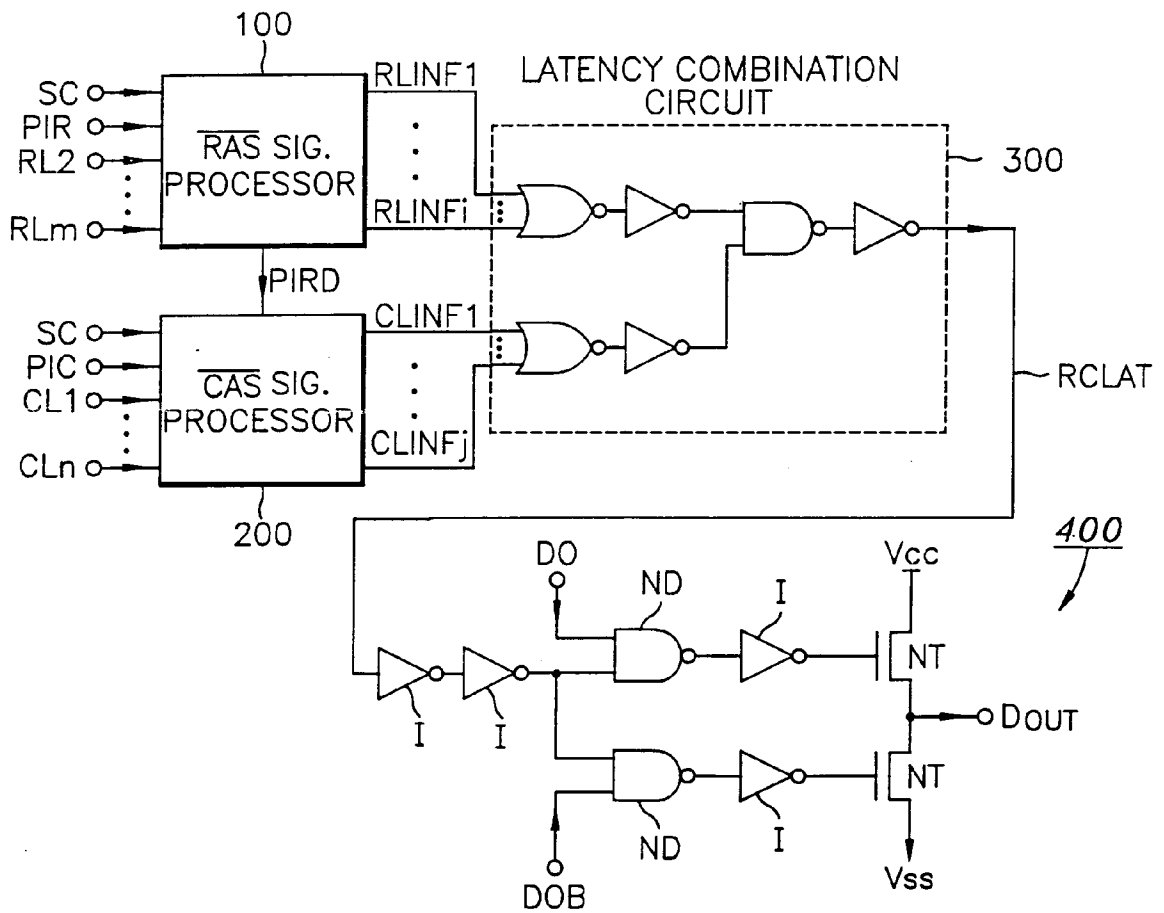 100
SC
PIR
RL2
RLm
RAS SIG.
PROCESSOR
RLINF1
RLINFi
LATENCY COMBINATION
CIRCUIT
300
PIRD
SC
PIC
CL1
CLn
CAS SIG.
PROCESSOR
CLINF1
CLINFj
200
RCLAT
400
DO
ND
I
Vcc
NT
I
I
DOUT
NT
ND
I
DOB
Vss